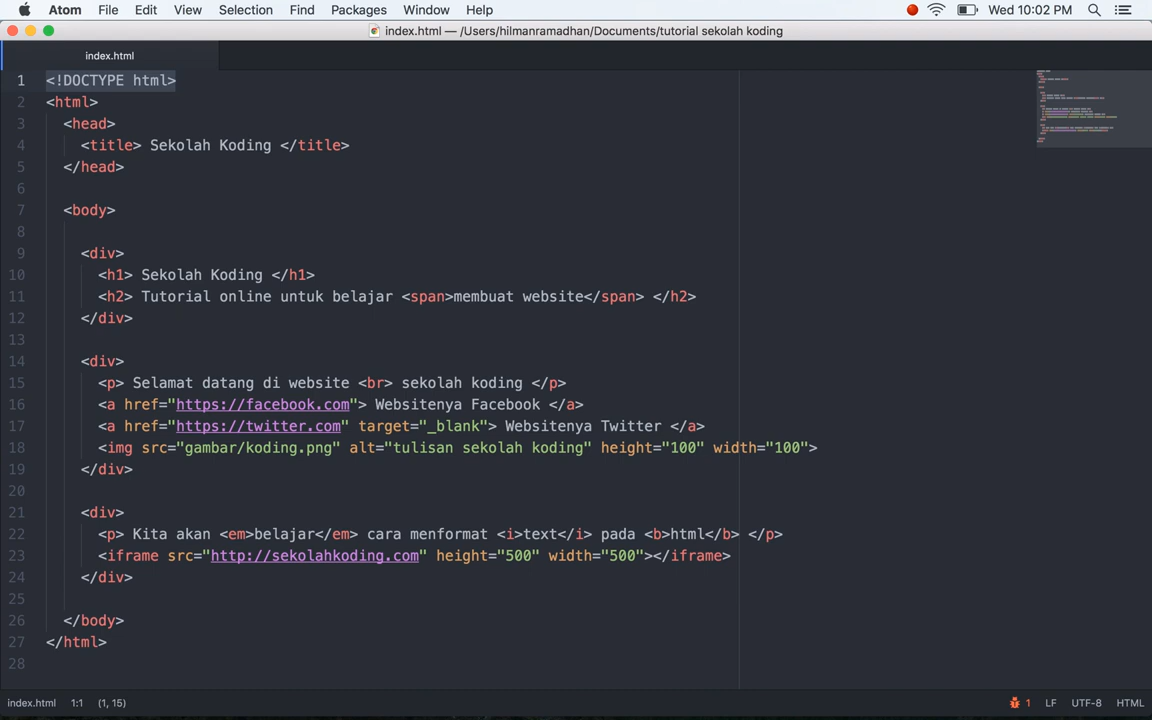 Atom File Edit View Selection Find Packages Window Help Wed 10:02 PM
index.html — /Users/hilmanramadhan/Documents/tutorial sekolah koding
index.html
1 <!DOCTYPE html>
2 <html>
3 <head>
4 <title> Sekolah Koding </title>
5 </head>
6
7 <body>
8
9 <div>
10 <h1> Sekolah Koding </h1>
11 <h2> Tutorial online untuk belajar <span>membuat website</span> </h2>
12 </div>
13
14 <div>
15 <p> Selamat datang di website <br> sekolah koding </p>
16 <a href="https://facebook.com"> Websitenya Facebook </a>
17 <a href="https://twitter.com" target="_blank"> Websitenya Twitter </a>
18 <img src="gambar/koding.png" alt="tulisan sekolah koding" height="100" width="100">
19 </div>
20
21 <div>
22 <p> Kita akan <em>belajar</em> cara menformat <i>text</i> pada <b>html</b> </p>
23 <iframe src="http://sekolahkoding.com" height="500" width="500"></iframe>
24 </div>
25
26 </body>
27 </html>
28
index.html 1:1 (1, 15) 1 LF UTF-8 HTML